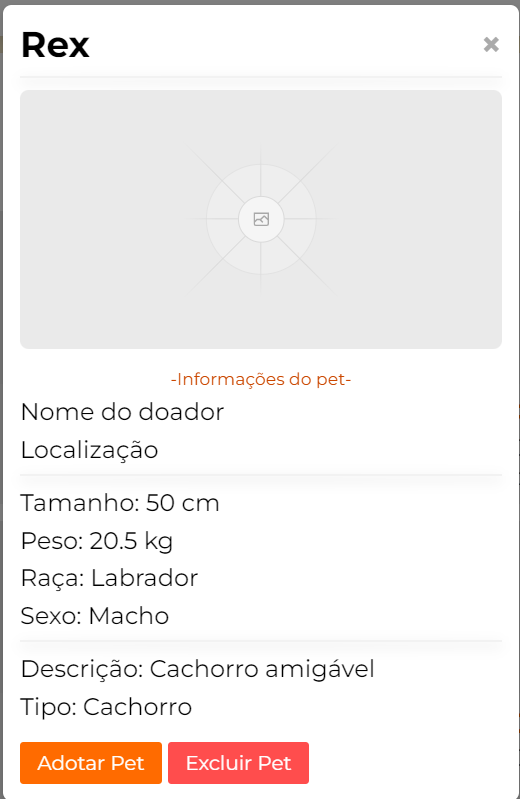 Rex
-Informações do pet-
Nome do doador
Localização
Tamanho: 50 cm
Peso: 20.5 kg
Raça: Labrador
Sexo: Macho
Descrição: Cachorro amigável
Tipo: Cachorro
Adotar Pet Excluir Pet